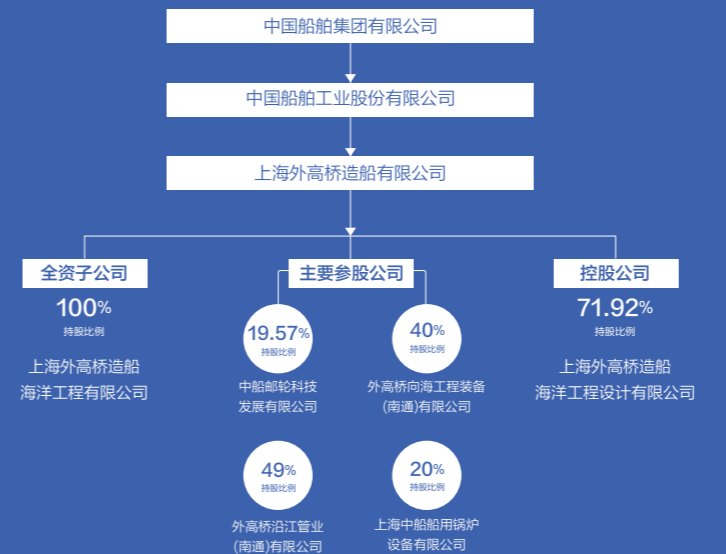 中国船舶集团有限公司
中国船舶工业股份有限公司
上海外高桥造船有限公司
全资子公司
100%
持股比例
上海外高桥造船
海洋工程有限公司
主要参股公司
19.57%
持股比例
中船邮轮科技
发展有限公司
40%
持股比例
外高桥向海工程装备
(南通)有限公司
49%
持股比例
外高桥沿江管业
(南通)有限公司
20%
持股比例
上海中船船用锅炉
设备有限公司
控股公司
71.92%
持股比例
上海外高桥造船
海洋工程设计有限公司